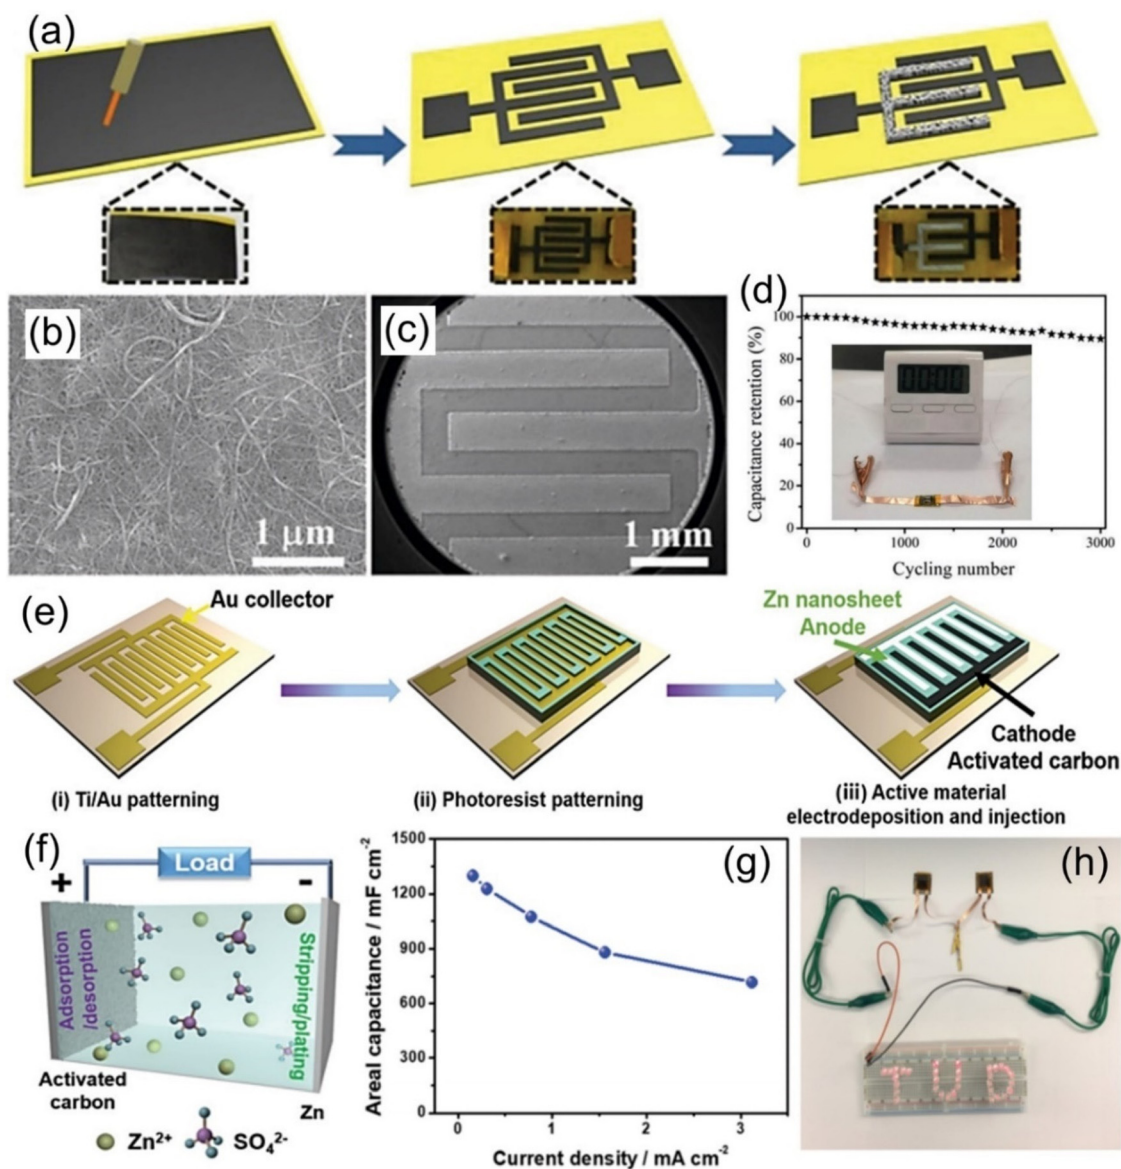 (a)
(b)
1 μm
(c)
1 mm
(d)
Capacitance retention (%)
100
80
60
40
20
0
0
1000
2000
3000
Cycling number
(e)
Au collector
(i) Ti/Au patterning
(ii) Photoresist patterning
Zn nanosheet
Anode
Cathode
Activated carbon
(iii) Active material
electrodeposition and injection
(f)
Load
+
-
Adsorption
/desorption
Stripping/plating
Activated
carbon
Zn
Zn²⁺
SO₄²⁻
(g)
Areal capacitance / mF cm⁻²
1500
1200
900
600
300
0
0
1
2
3
Current density / mA cm⁻²
(h)
TUD